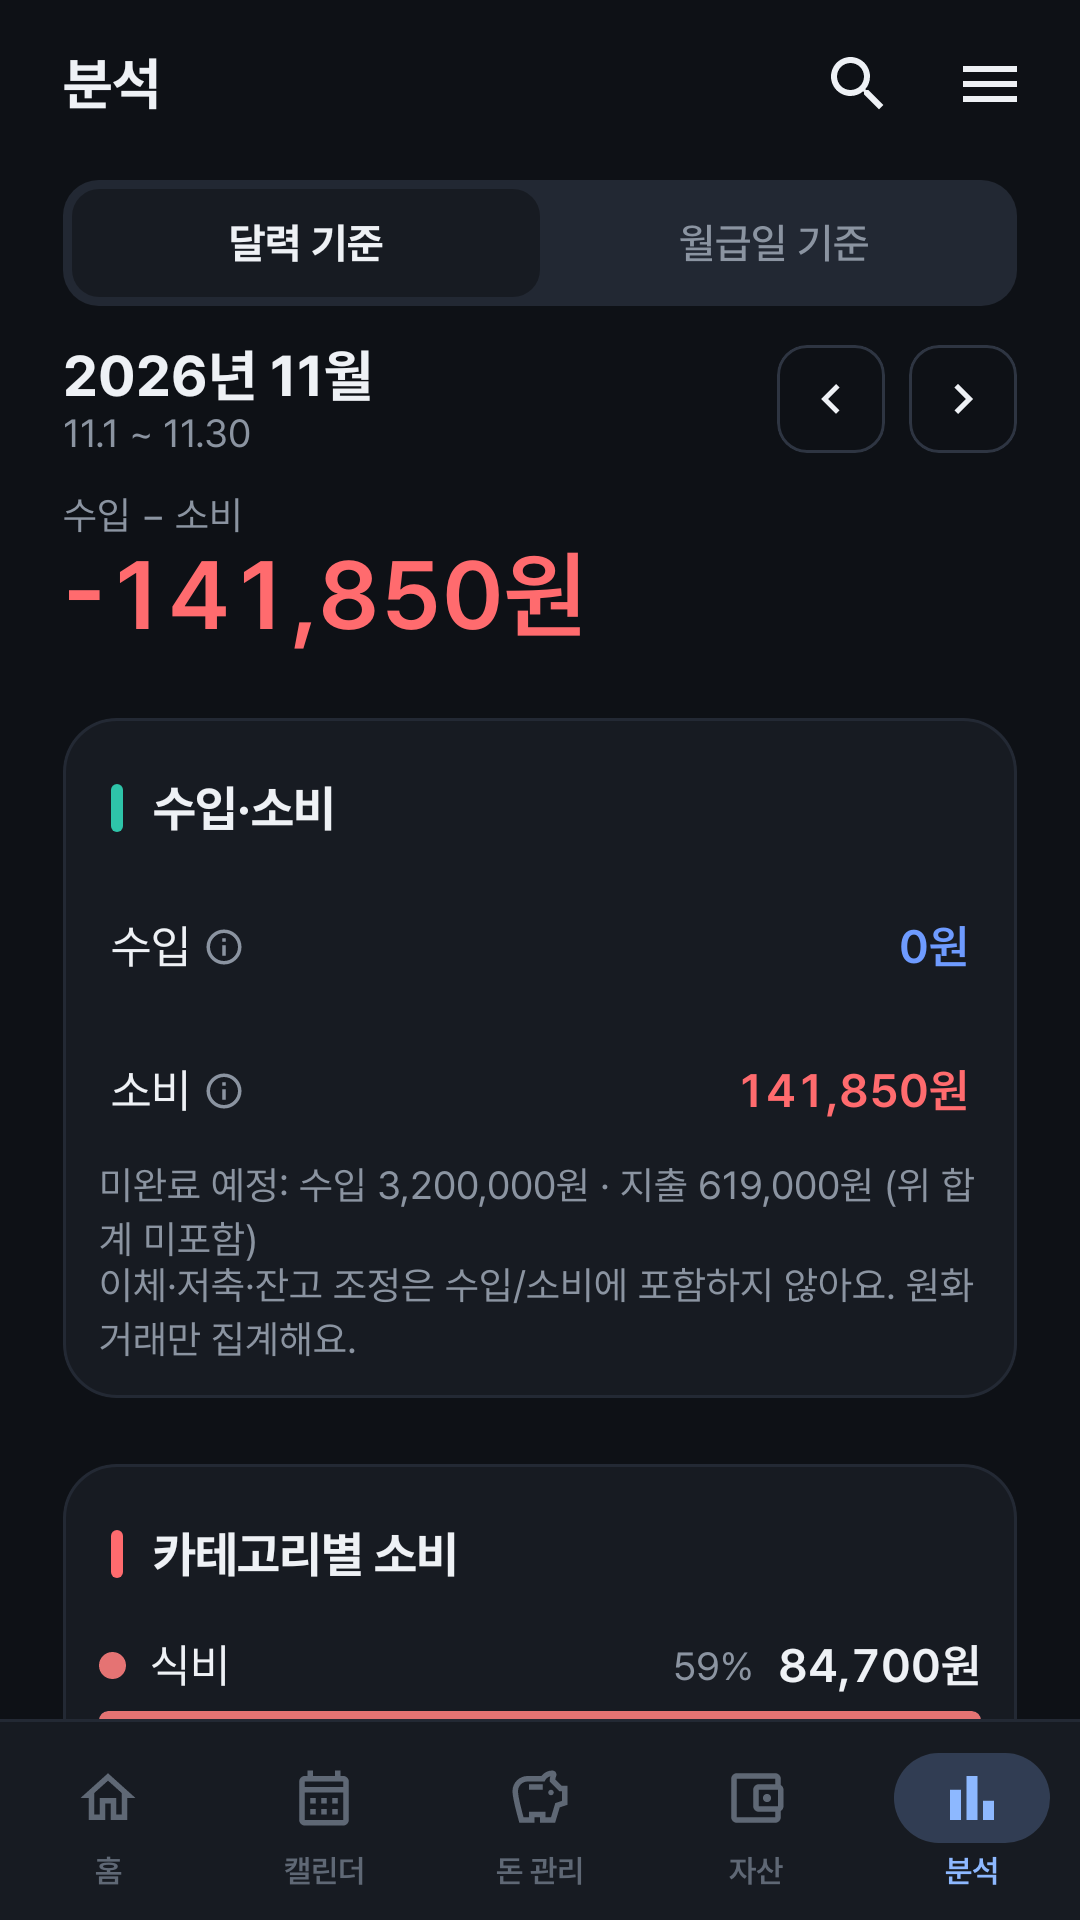 분석
달력 기준
월급일 기준
2026년 11월
11.1 ~ 11.30
수입 – 소비
-141,850원
수입·소비
수입
0원
소비
141,850원
미완료 예정: 수입 3,200,000원 · 지출 619,000원 (위 합
계 미포함)
이체·저축·잔고 조정은 수입/소비에 포함하지 않아요. 원화
거래만 집계해요.
카테고리별 소비
식비 59% 84,700원
홈
캘린더
돈 관리
자산
분석